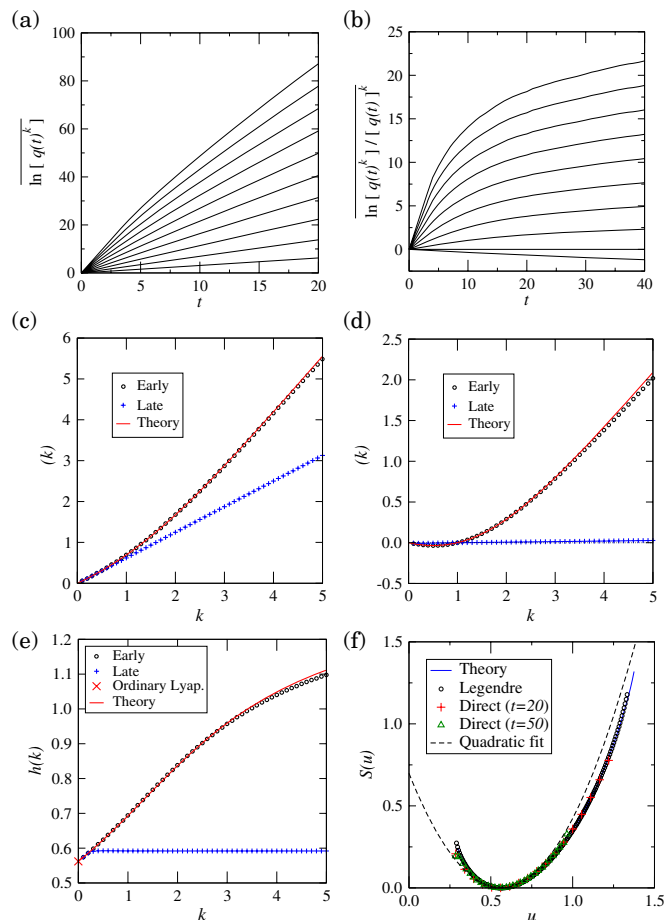 (a)
100
80
60
40
20
0
ln [ q(t)^k ]
0 5 10 15 20
t
(b)
25
20
15
10
5
0
ln [ q(t)^k ] / [ q(t) ]^k
0 10 20 30 40
t
(c)
6
5
4
3
2
1
0
(k)
Early
Late
Theory
0 1 2 3 4 5
k
(d)
2.5
2.0
1.5
1.0
0.5
0.0
-0.5
(k)
Early
Late
Theory
0 1 2 3 4 5
k
(e)
1.2
1.1
1.0
0.9
0.8
0.7
0.6
0.5
h(k)
Early
Late
Ordinary Lyap.
Theory
0 1 2 3 4 5
k
(f)
1.5
1.0
0.5
0.0
S(u)
Theory
Legendre
Direct (t=20)
Direct (t=50)
Quadratic fit
0.0 0.5 1.0 1.5
u